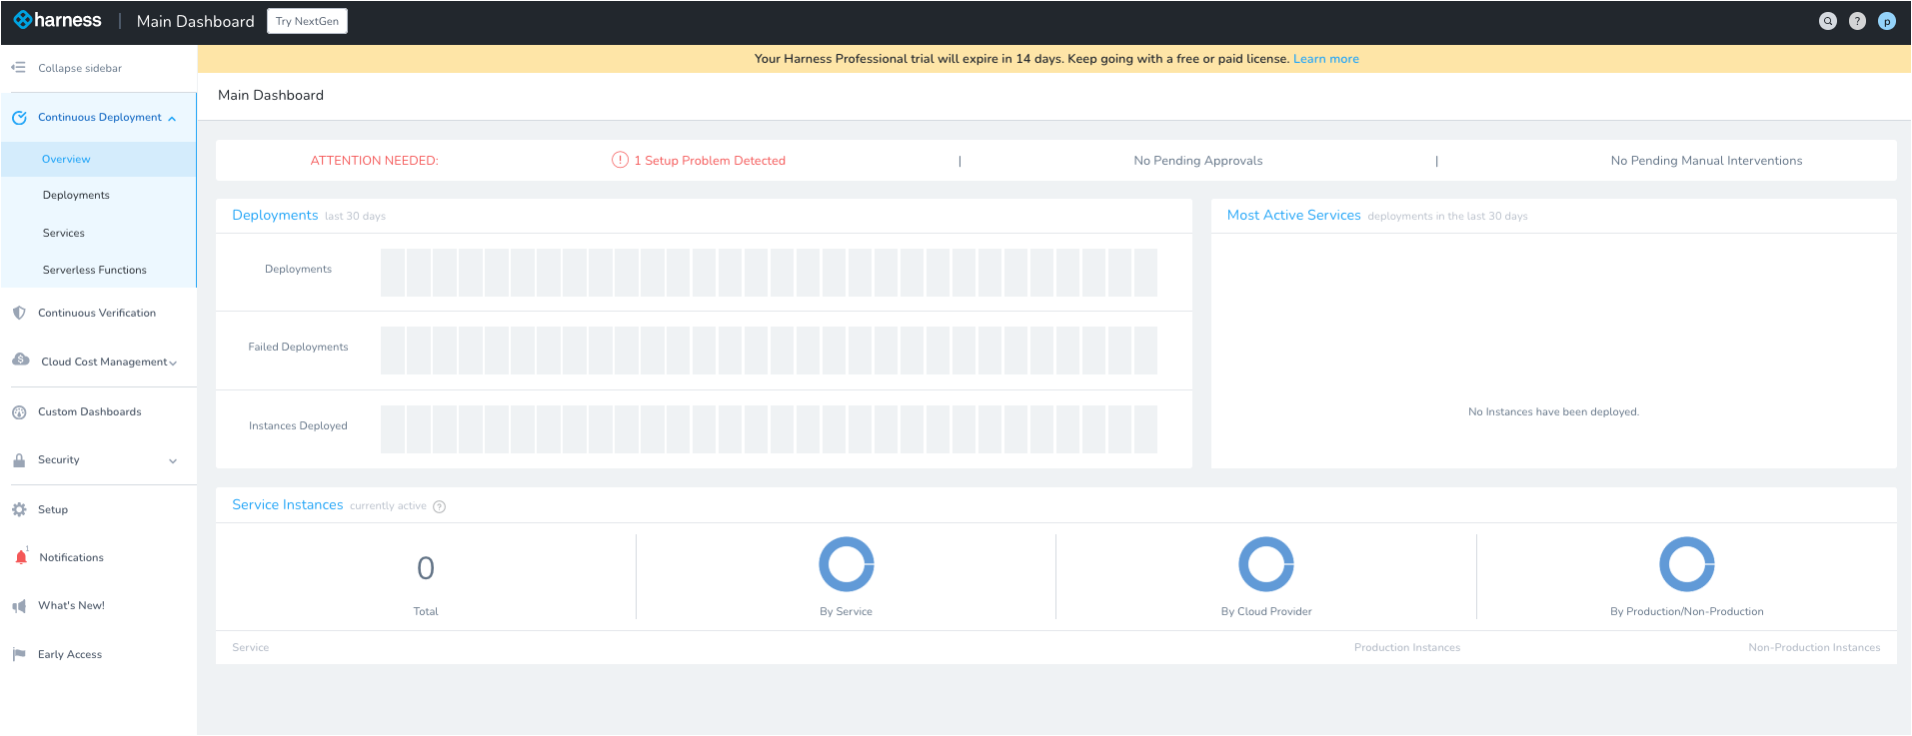 harness | Main Dashboard Try NextGen ? p
Collapse sidebar
Your Harness Professional trial will expire in 14 days. Keep going with a free or paid license. Learn more
Main Dashboard
Continuous Deployment
Overview
Deployments
Services
Serverless Functions
Continuous Verification
$ Cloud Cost Management
Custom Dashboards
Security
Setup
1
Notifications
What's New!
Early Access
ATTENTION NEEDED: ! 1 Setup Problem Detected | No Pending Approvals | No Pending Manual Interventions
Deployments last 30 days
Deployments
Failed Deployments
Instances Deployed
Most Active Services deployments in the last 30 days
No Instances have been deployed.
Service Instances currently active ?
0
Total
By Service
By Cloud Provider
By Production/Non-Production
Service Production Instances Non-Production Instances